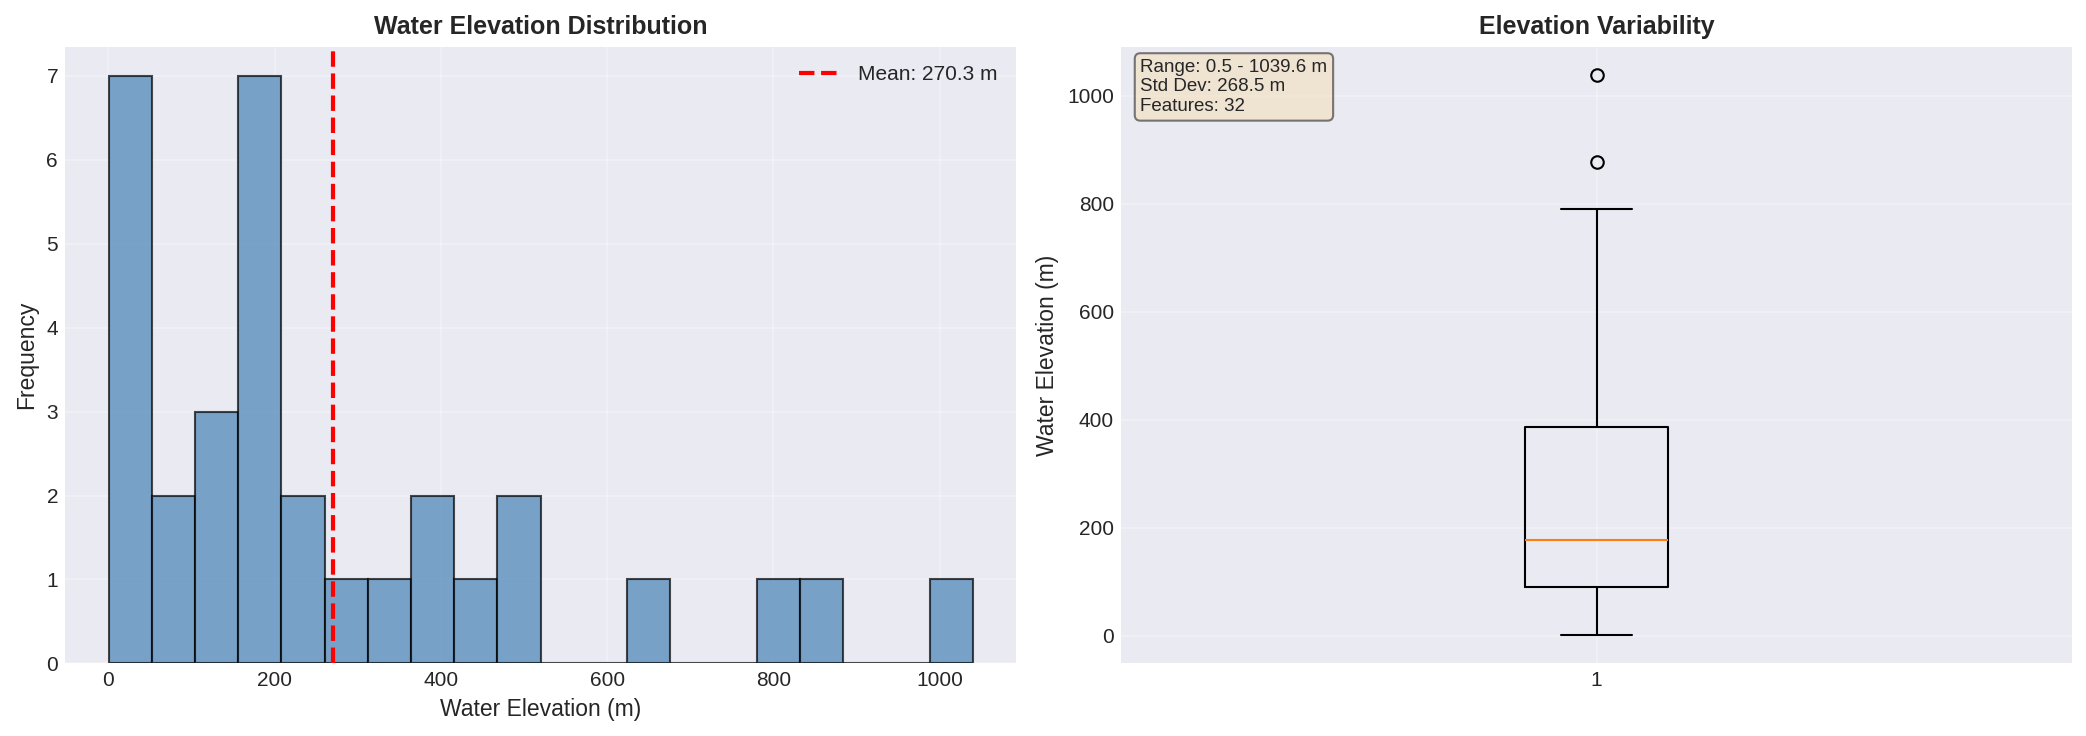 Water Elevation Distribution
7
6
5
4
3
2
1
0
Frequency
0 200 400 600 800 1000
Water Elevation (m)
Mean: 270.3 m
Elevation Variability
Range: 0.5 - 1039.6 m
Std Dev: 268.5 m
Features: 32
1000
800
600
400
200
0
Water Elevation (m)
1